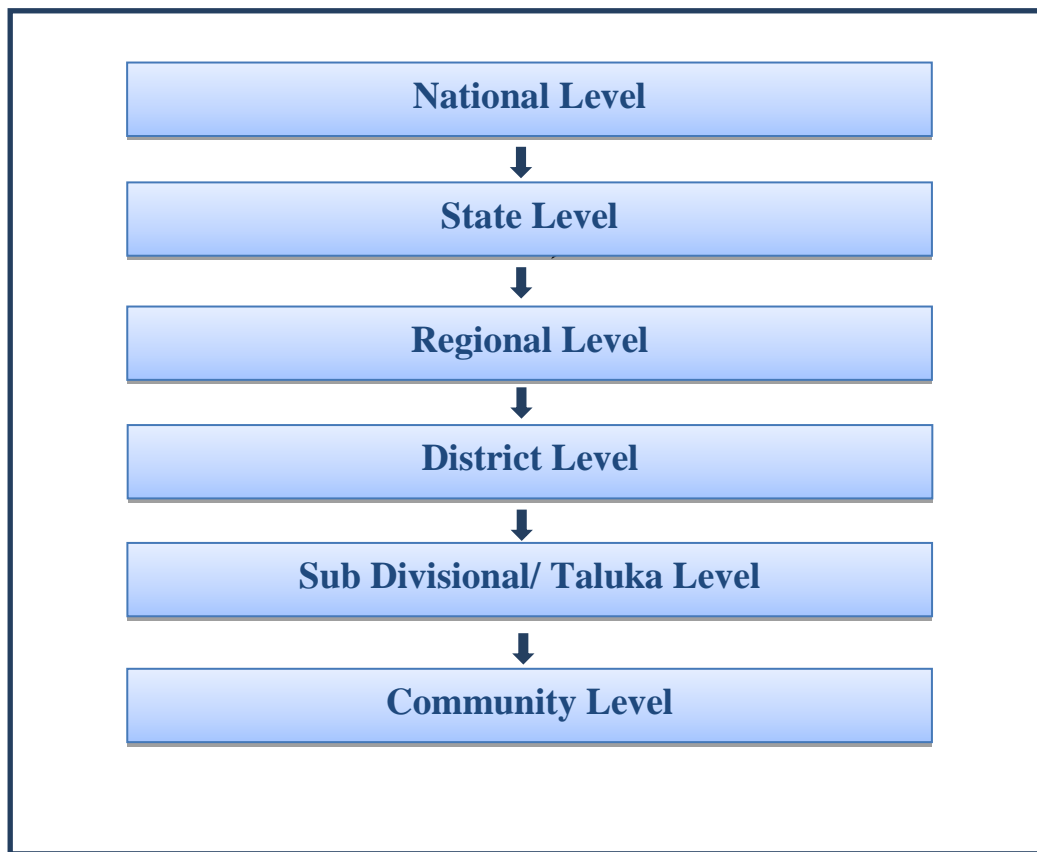 National Level
State Level
Regional Level
District Level
Sub Divisional/ Taluka Level
Community Level